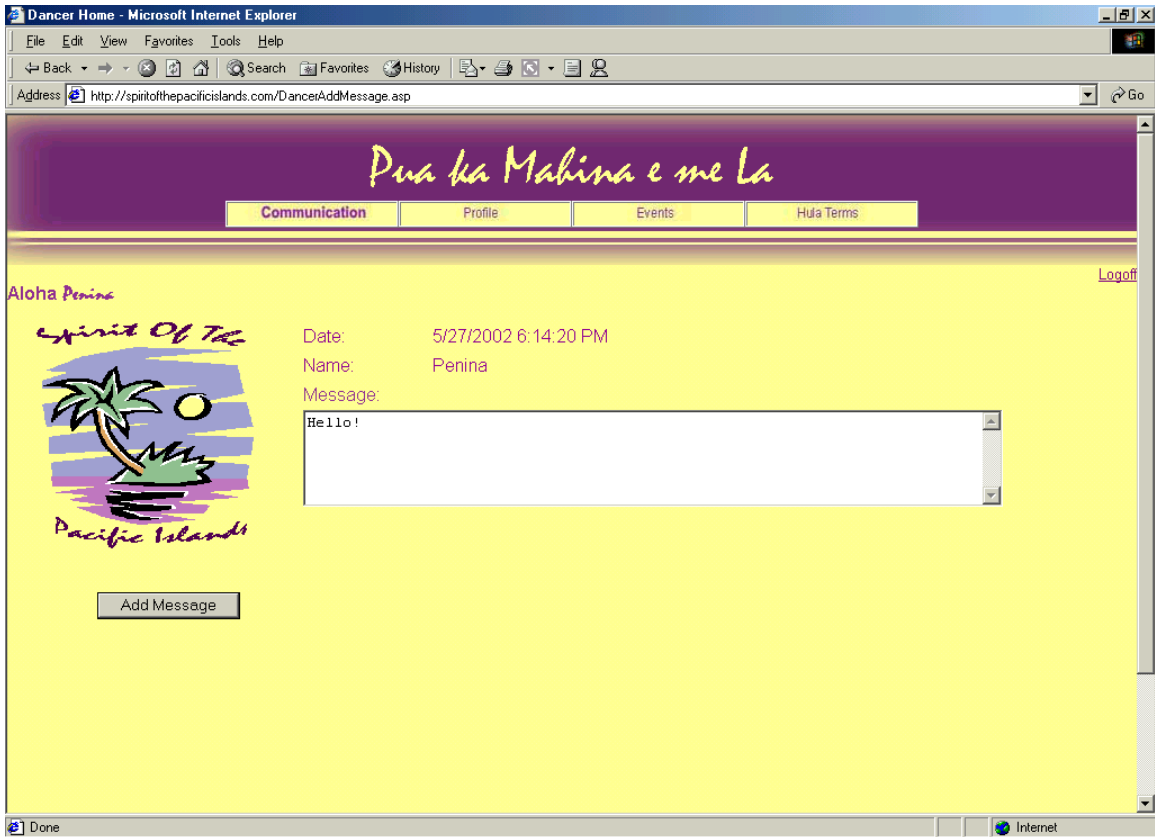 Dancer Home - Microsoft Internet Explorer
File Edit View Favorites Tools Help
Back Search Favorites History
Address http://spiritofthepacificislands.com/DancerAddMessage.asp Go
Pua ka Mahina e me La
Communication Profile Events Hula Terms
Logoff
Aloha Penina
Spirit Of The
Pacific Islands
Date: 5/27/2002 6:14:20 PM
Name: Penina
Message:
Hello!
Add Message
Done Internet